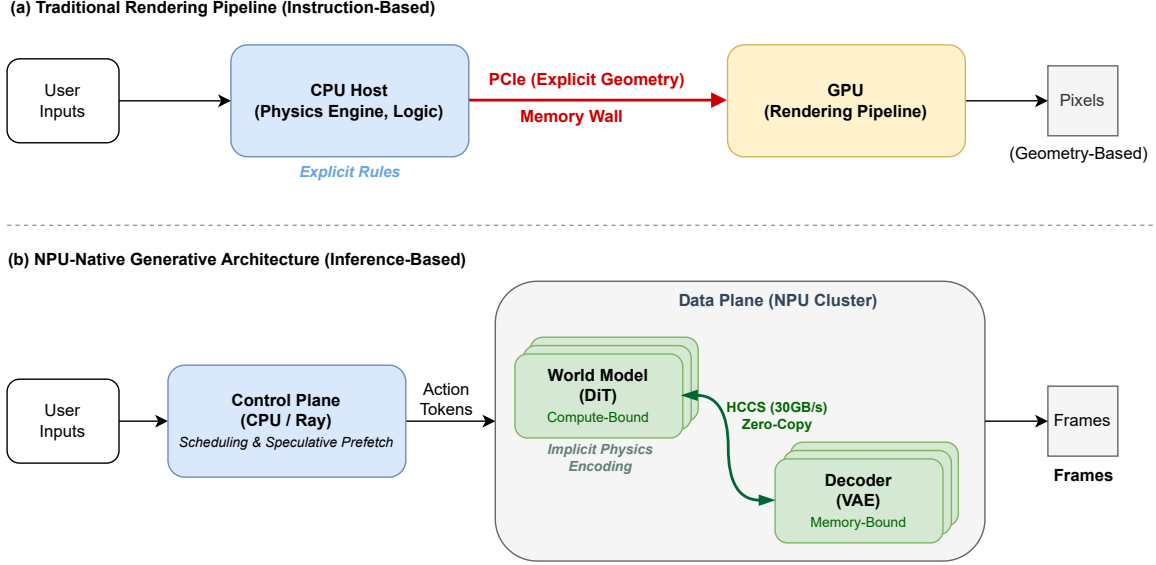 (a) Traditional Rendering Pipeline (Instruction-Based)
User
Inputs
CPU Host
(Physics Engine, Logic)
Explicit Rules
PCIe (Explicit Geometry)
Memory Wall
GPU
(Rendering Pipeline)
Pixels
(Geometry-Based)
(b) NPU-Native Generative Architecture (Inference-Based)
User
Inputs
Control Plane
(CPU / Ray)
Scheduling & Speculative Prefetch
Action
Tokens
Data Plane (NPU Cluster)
World Model
(DiT)
Compute-Bound
Implicit Physics
Encoding
HCCS (30GB/s)
Zero-Copy
Decoder
(VAE)
Memory-Bound
Frames
Frames